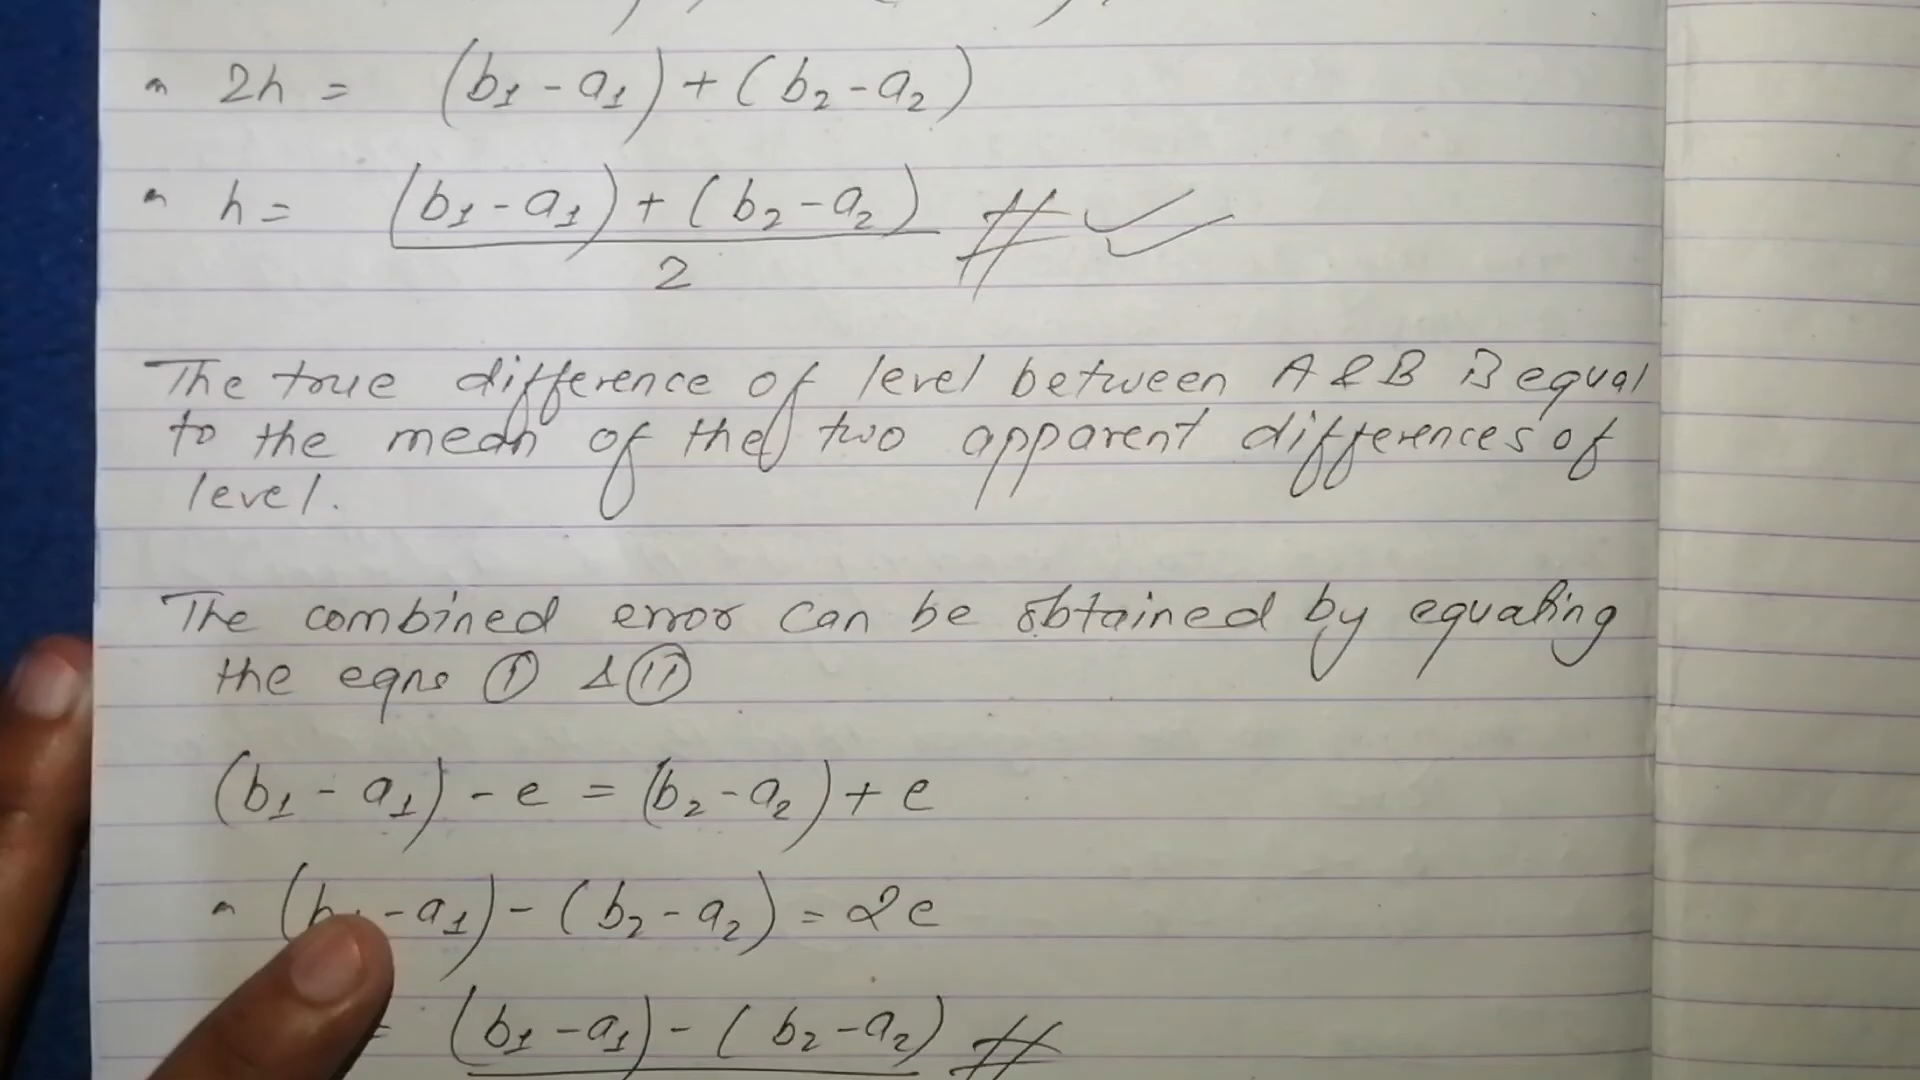 2h = (b₁ - a₁) + (b₂ - a₂)
h = (b₁ - a₁) + (b₂ - a₂) #
2
The true difference of level between A & B is equal
to the mean of the two apparent differences of
level.
The combined error can be obtained by equating
the eqns (I) & (II)
(b₁ - a₁) - e = (b₂ - a₂) + e
- a₁) - (b₂ - a₂) = 2e
= (b₁ - a₁) - (b₂ - a₂) #